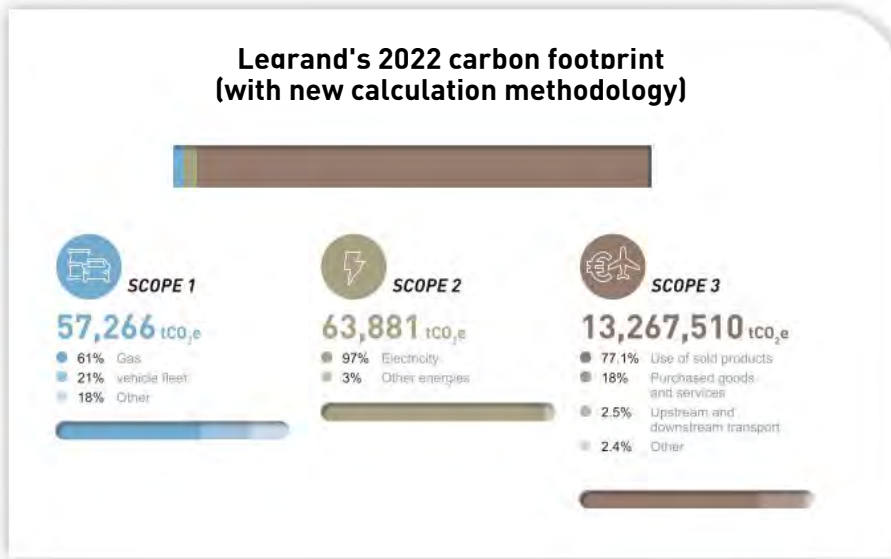 Legrand's 2022 carbon footprint
(with new calculation methodology)
SCOPE 1
57,266 tCO₂e
61% Gas
21% vehicle fleet
18% Other
SCOPE 2
63,881 tCO₂e
97% Electricity
3% Other energies
SCOPE 3
13,267,510 tCO₂e
77.1% Use of sold products
18% Purchased goods
and services
2.5% Upstream and
downstream transport
2.4% Other